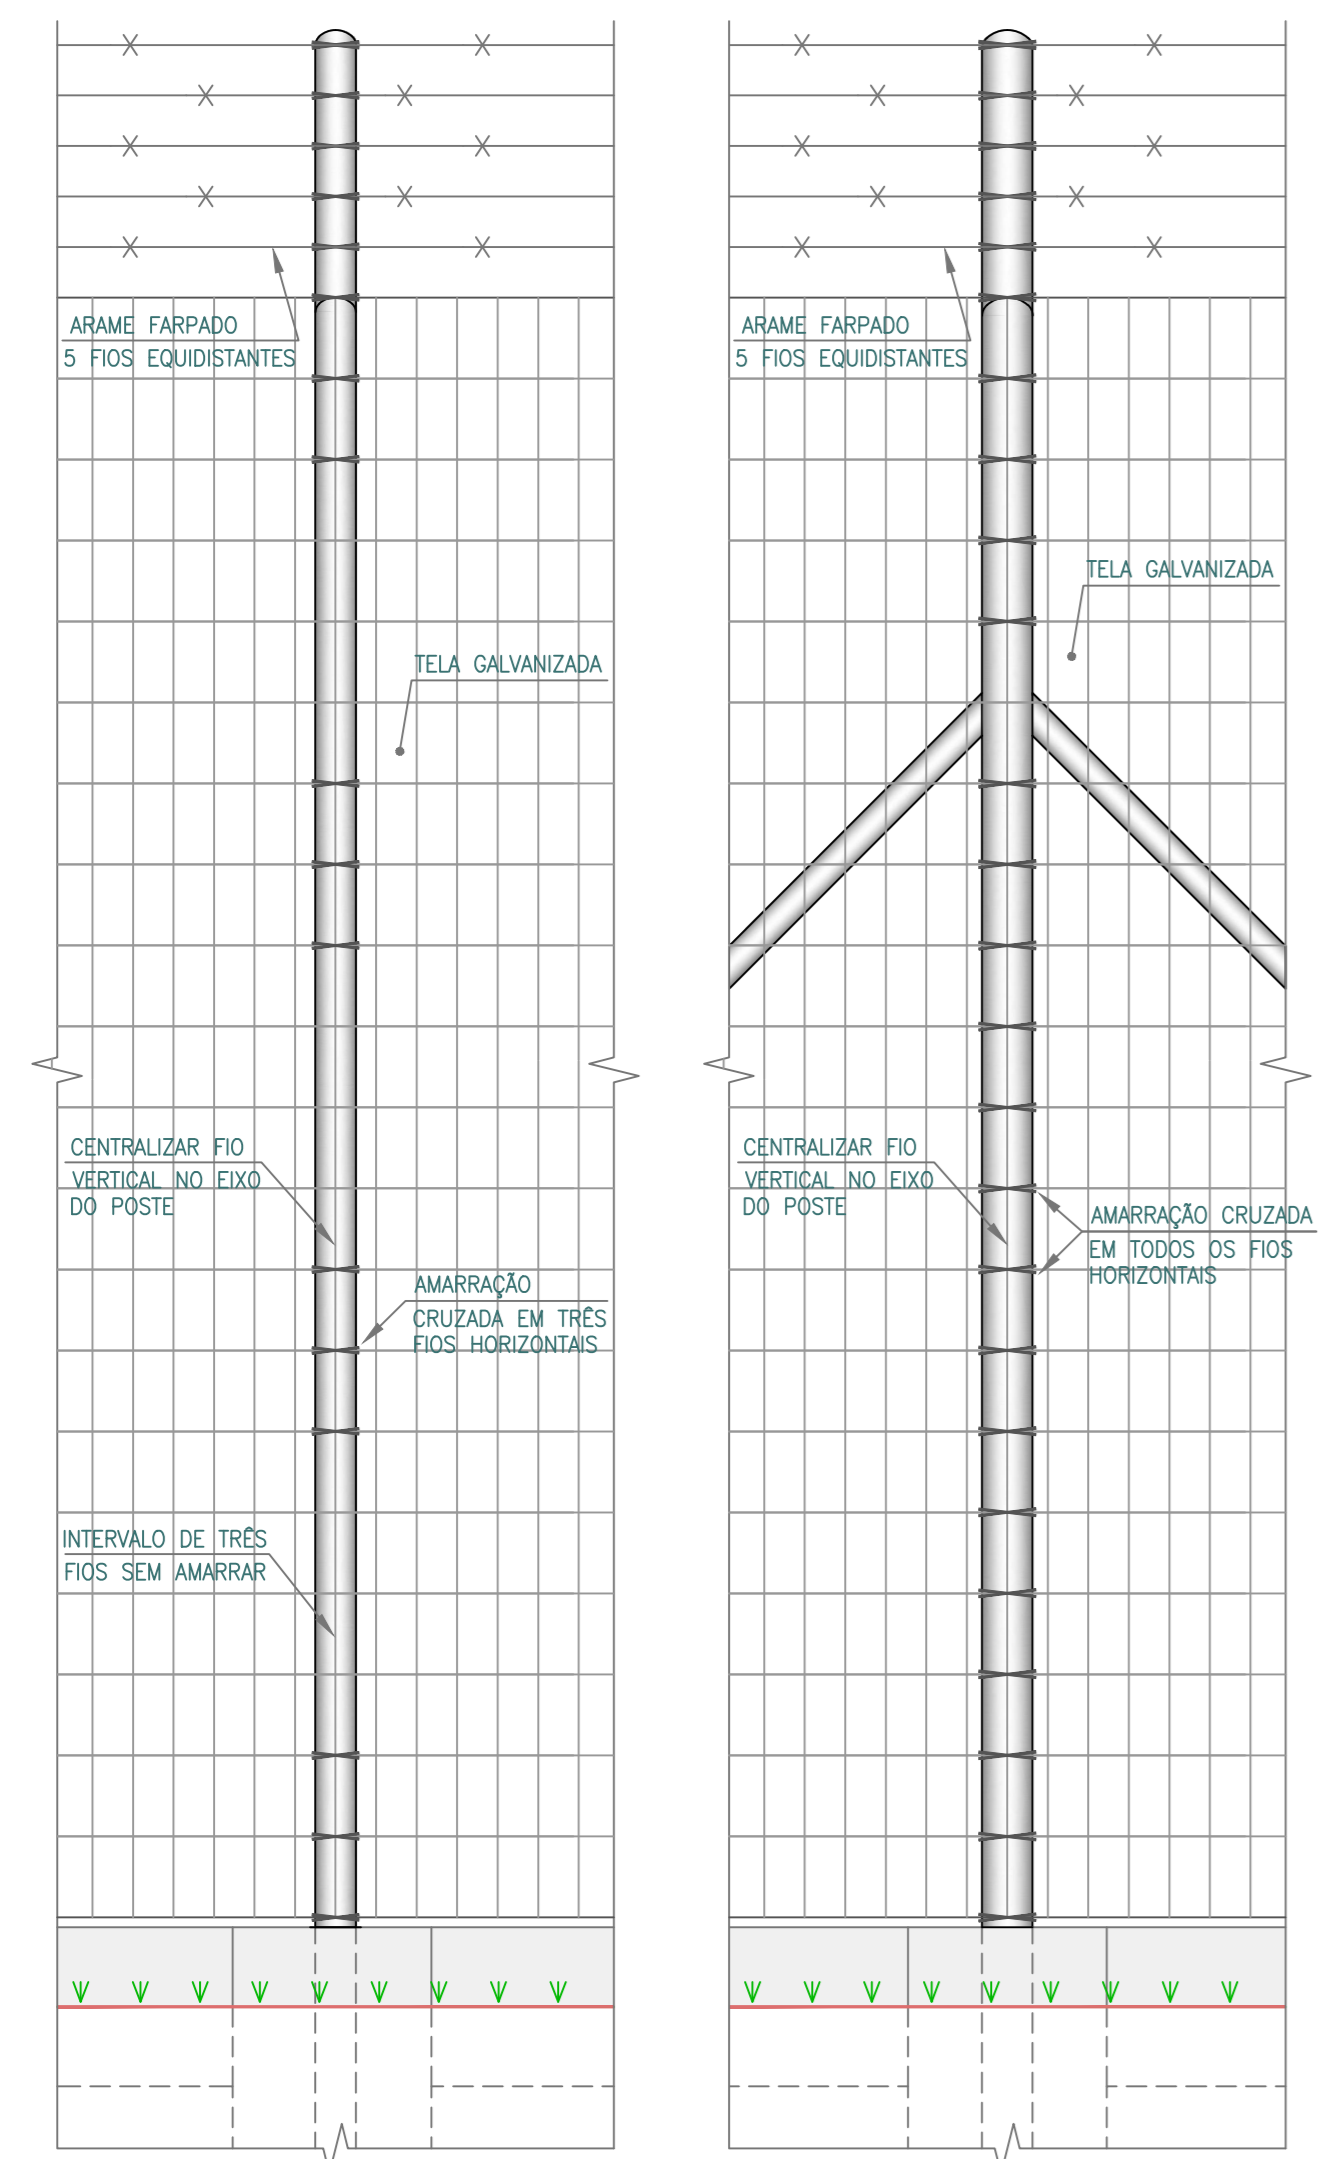 ARAME FARPADO
5 FIOS EQUIDISTANTES
TELA GALVANIZADA
CENTRALIZAR FIO
VERTICAL NO EIXO
DO POSTE
AMARRAÇÃO
CRUZADA EM TRÊS
FIOS HORIZONTAIS
INTERVALO DE TRÊS
FIOS SEM AMARRAR
ARAME FARPADO
5 FIOS EQUIDISTANTES
TELA GALVANIZADA
CENTRALIZAR FIO
VERTICAL NO EIXO
DO POSTE
AMARRAÇÃO CRUZADA
EM TODOS OS FIOS
HORIZONTAIS